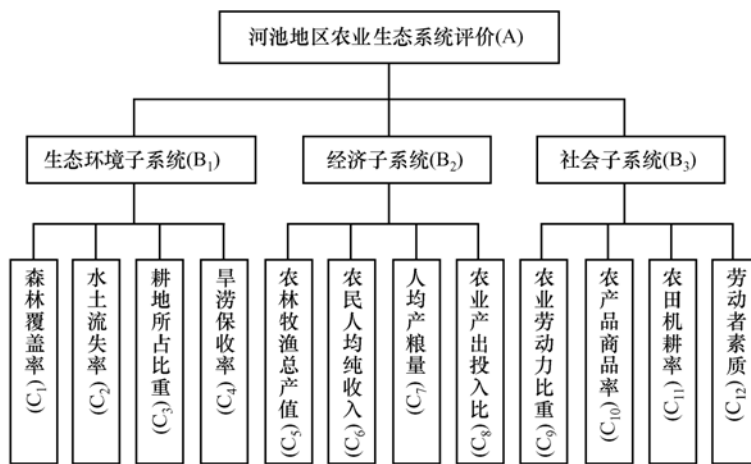 河池地区农业生态系统评价(A)
生态环境子系统(B₁)
经济子系统(B₂)
社会子系统(B₃)
森林覆盖率(C₁)
水土流失率(C₂)
耕地所占比重(C₃)
旱涝保收率(C₄)
农林牧渔总产值(C₅)
农民人均纯收入(C₆)
人均产粮量(C₇)
农业产出投入比(C₈)
农业劳动力比重(C₉)
农产品商品率(C₁₀)
农田机耕率(C₁₁)
劳动者素质(C₁₂)